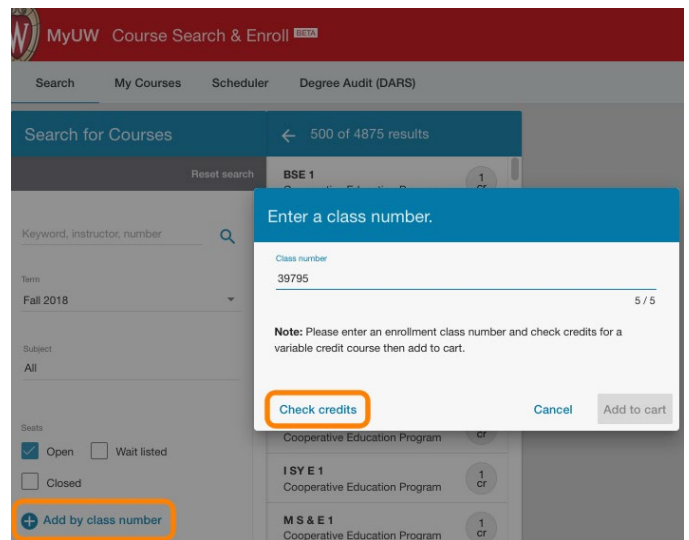 MyUW Course Search & Enroll BETA
Search My Courses Scheduler Degree Audit (DARS)
Search for Courses
Reset search
Keyword, instructor, number
Term
Fall 2018
Subject
All
Seats
Open Wait listed
Closed
Add by class number
500 of 4875 results
BSE 1
1
cr
Enter a class number.
Class number
39795
5 / 5
Note: Please enter an enrollment class number and check credits for a
variable credit course then add to cart.
Check credits Cancel Add to cart
Cooperative Education Program
cr
I SY E 1
Cooperative Education Program
1
cr
M S & E 1
Cooperative Education Program
1
cr